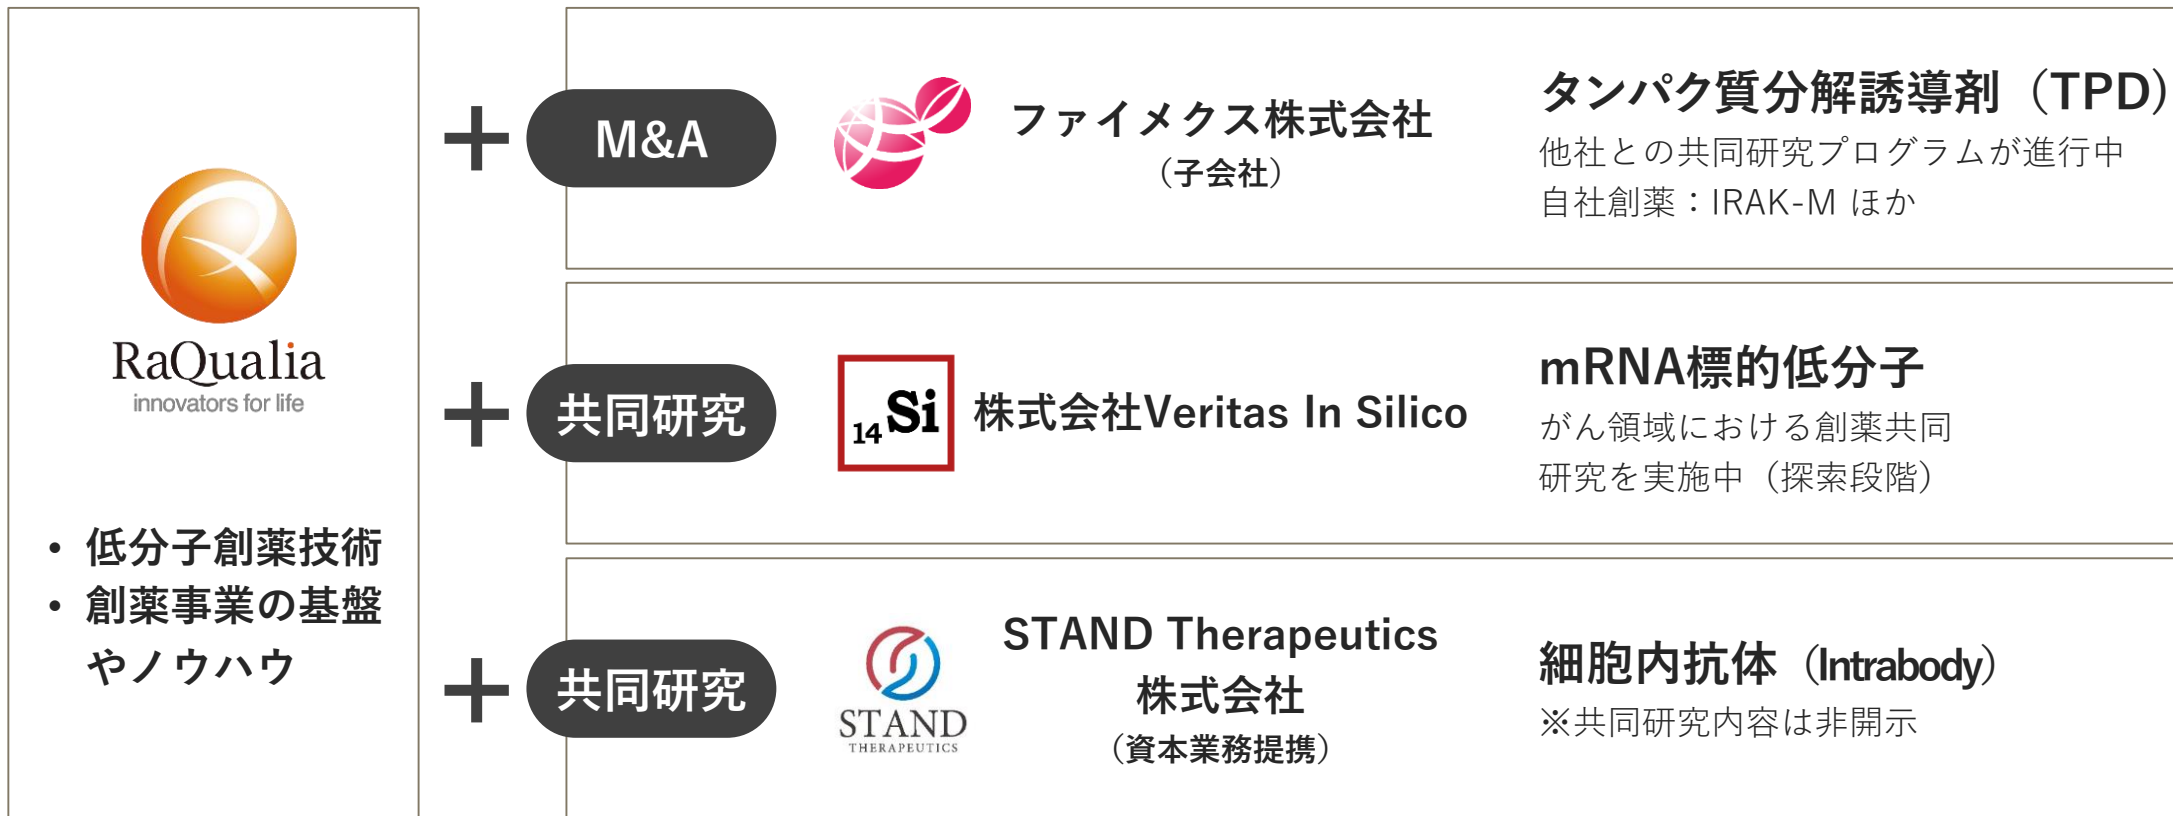 RaQualia
innovators for life
• 低分子創薬技術
• 創薬事業の基盤
やノウハウ
+ M&A
ファイメクス株式会社
（子会社）
タンパク質分解誘導剤（TPD）
他社との共同研究プログラムが進行中
自社創薬：IRAK-M ほか
+ 共同研究
14Si
株式会社Veritas In Silico
mRNA標的低分子
がん領域における創薬共同
研究を実施中（探索段階）
+ 共同研究
STAND
THERAPEUTICS
STAND Therapeutics
株式会社
（資本業務提携）
細胞内抗体（Intrabody）
※共同研究内容は非開示